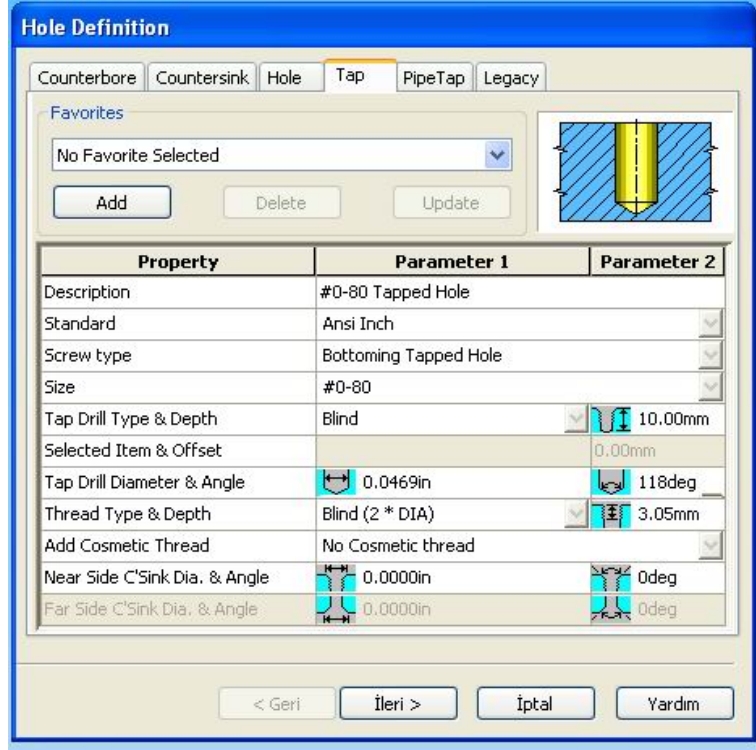 Hole Definition
Counterbore Countersink Hole Tap PipeTap Legacy
Favorites
No Favorite Selected
Add Delete Update
Property Parameter 1 Parameter 2
Description #0-80 Tapped Hole
Standard Ansi Inch
Screw type Bottoming Tapped Hole
Size #0-80
Tap Drill Type & Depth Blind 10.00mm
Selected Item & Offset 0.00mm
Tap Drill Diameter & Angle 0.0469in 118deg
Thread Type & Depth Blind (2 * DIA) 3.05mm
Add Cosmetic Thread No Cosmetic thread
Near Side C'Sink Dia. & Angle 0.0000in 0deg
Far Side C'Sink Dia. & Angle 0.0000in 0deg
< Geri İleri > İptal Yardım